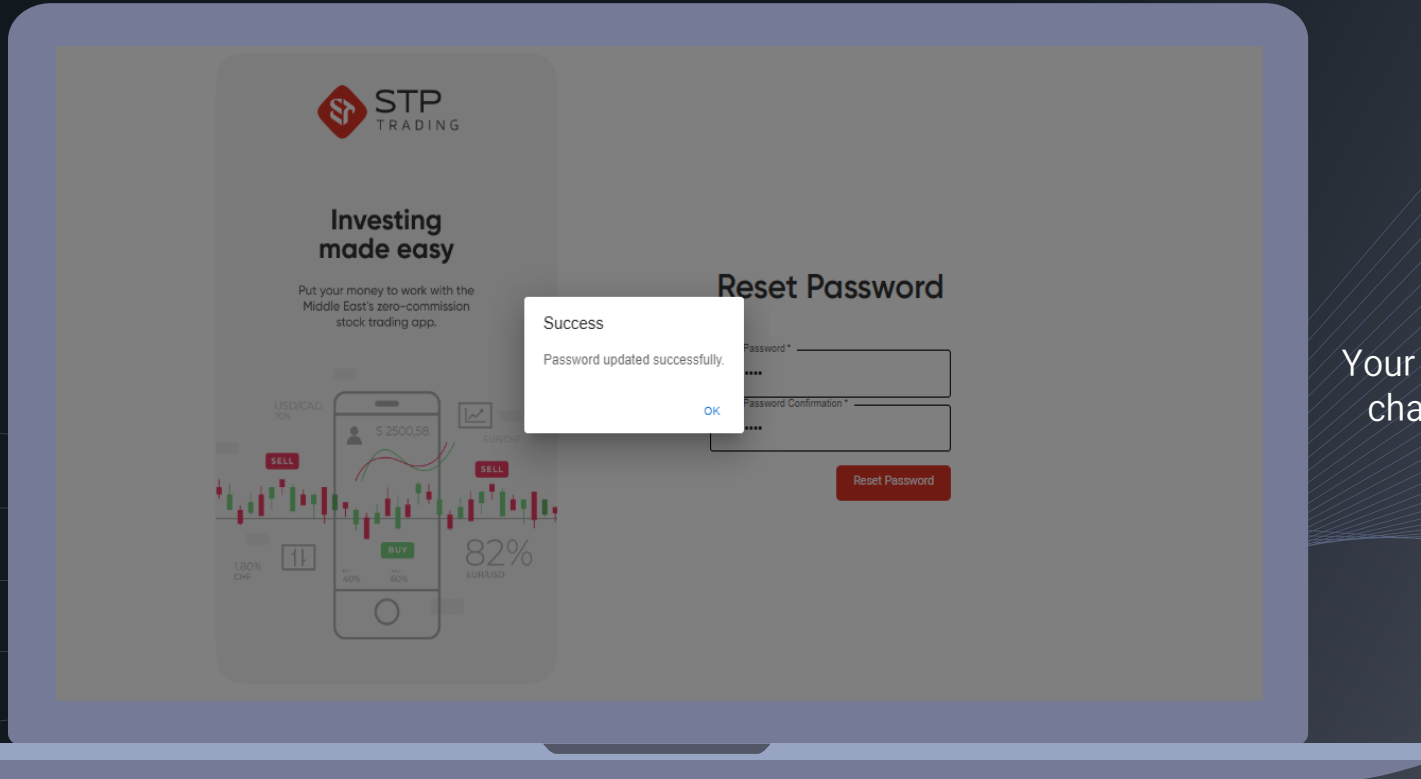 STP
TRADING
Investing
made easy
Put your money to work with the
Middle East's zero-commission
stock trading app.
USD/CAD
70%
$ 2500,58
EUR/CHF
SELL
SELL
BUY
1.80%
CHF
40%
60%
82%
EUR/USD
Reset Password
Password *
Password Confirmation *
Reset Password
Success
Password updated successfully.
OK
Your
cha